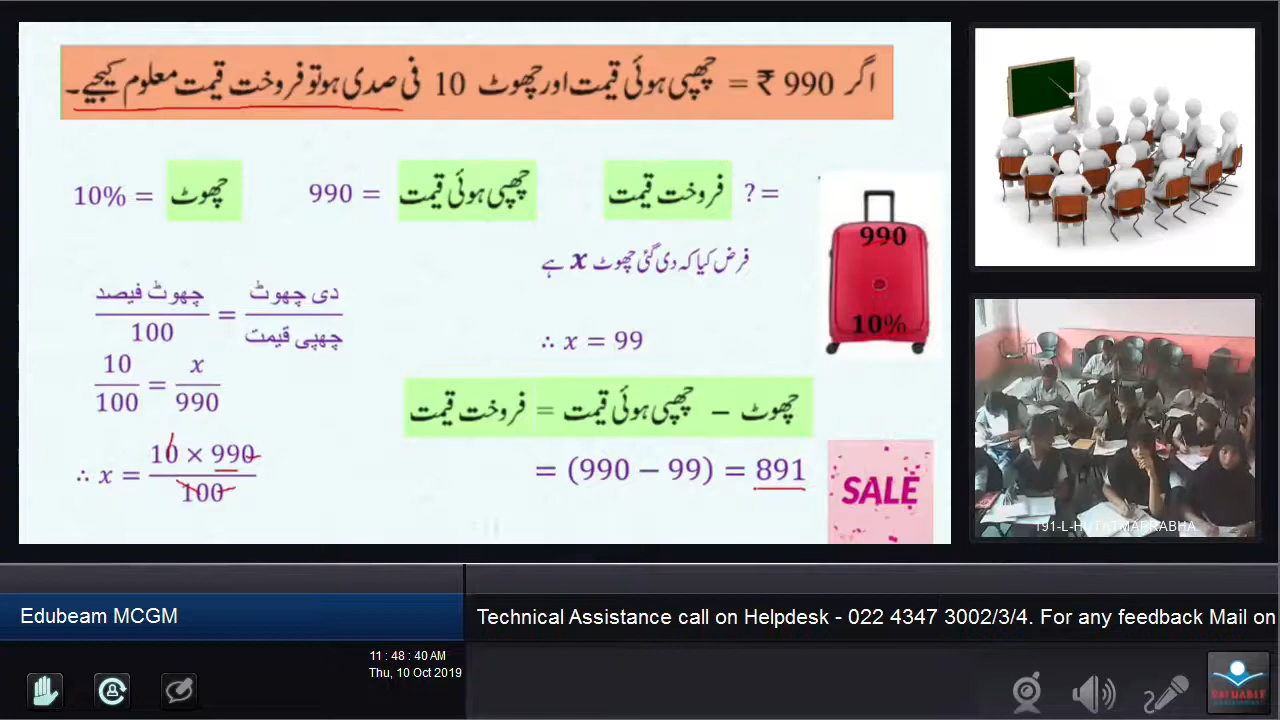 اگر 990 ₹ = چھپی ہوئی قیمت اور چھوٹ 10 فی صدی ہو تو فروخت قیمت معلوم کیجیے۔
فروخت قیمت ? =
چھپی ہوئی قیمت 990 =
چھوٹ 10% =
990
10%
فرض کیا کہ دی گئی چھوٹ x ہے
چھوٹ فیصد / 100 = دی چھوٹ / چھپی قیمت
10/100 = x/990
∴ x = 10 × 990 / 100
∴ x = 99
فروخت قیمت = چھپی ہوئی قیمت − چھوٹ
= (990 − 99) = 891
SALE
191-L-HUTATMAPRABHA
Edubeam MCGM
Technical Assistance call on Helpdesk - 022 4347 3002/3/4. For any feedback Mail on
11 : 48 : 40 AM
Thu, 10 Oct 2019
VALUABLE